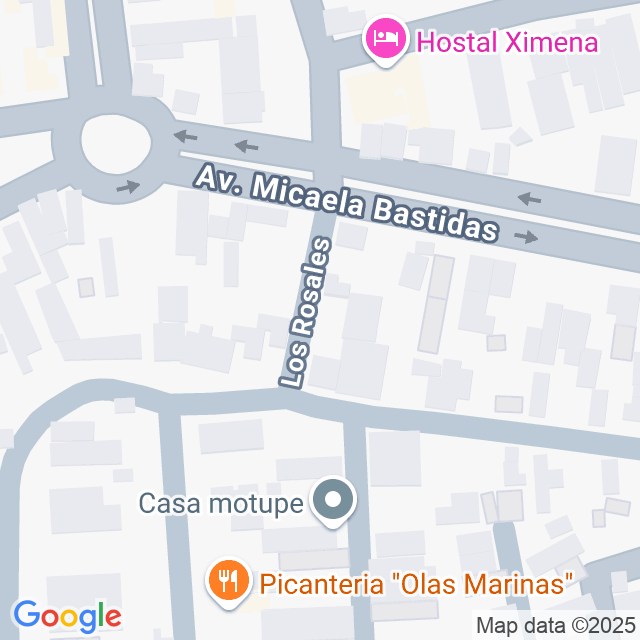 Hostal Ximena
Av. Micaela Bastidas
Los Rosales
Casa motupe
Picanteria "Olas Marinas"
Google
Map data ©2025